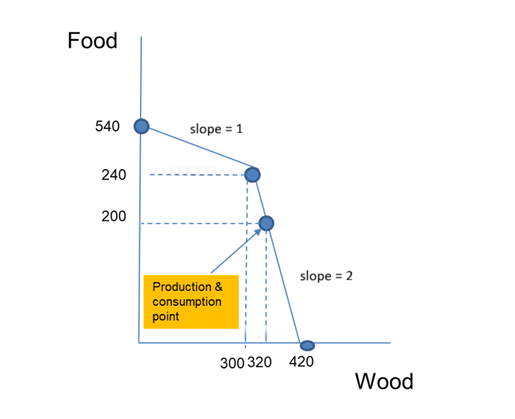 Food
540
slope = 1
240
200
slope = 2
Production &
consumption
point
300 320 420
Wood